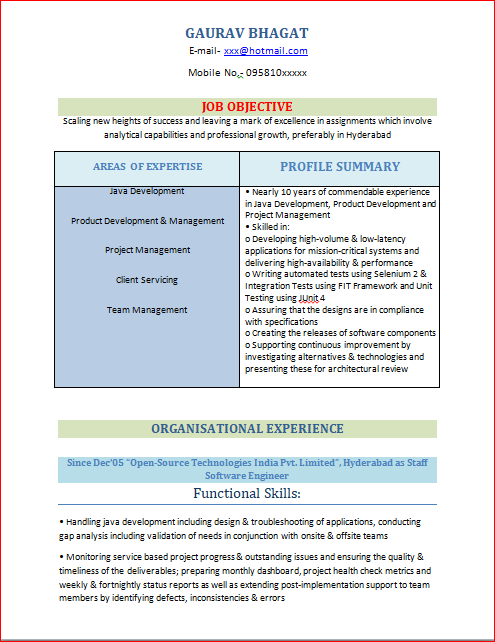 GAURAV BHAGAT
E-mail- xxx@hotmail.com
Mobile No.- 095810xxxxx
JOB OBJECTIVE
Scaling new heights of success and leaving a mark of excellence in assignments which involve
analytical capabilities and professional growth, preferably in Hyderabad
AREAS OF EXPERTISE
Java Development
Product Development & Management
Project Management
Client Servicing
Team Management
PROFILE SUMMARY
• Nearly 10 years of commendable experience
in Java Development, Product Development and
Project Management
• Skilled in:
o Developing high-volume & low-latency
applications for mission-critical systems and
delivering high-availability & performance
o Writing automated tests using Selenium 2 &
Integration Tests using FIT Framework and Unit
Testing using JUnit 4
o Assuring that the designs are in compliance
with specifications
o Creating the releases of software components
o Supporting continuous improvement by
investigating alternatives & technologies and
presenting these for architectural review
ORGANISATIONAL EXPERIENCE
Since Dec'05 "Open-Source Technologies India Pvt. Limited", Hyderabad as Staff
Software Engineer
Functional Skills:
• Handling java development including design & troubleshooting of applications, conducting
gap analysis including validation of needs in conjunction with onsite & offsite teams
• Monitoring service based project progress & outstanding issues and ensuring the quality &
timeliness of the deliverables; preparing monthly dashboard, project health check metrics and
weekly & fortnightly status reports as well as extending post-implementation support to team
members by identifying defects, inconsistencies & errors